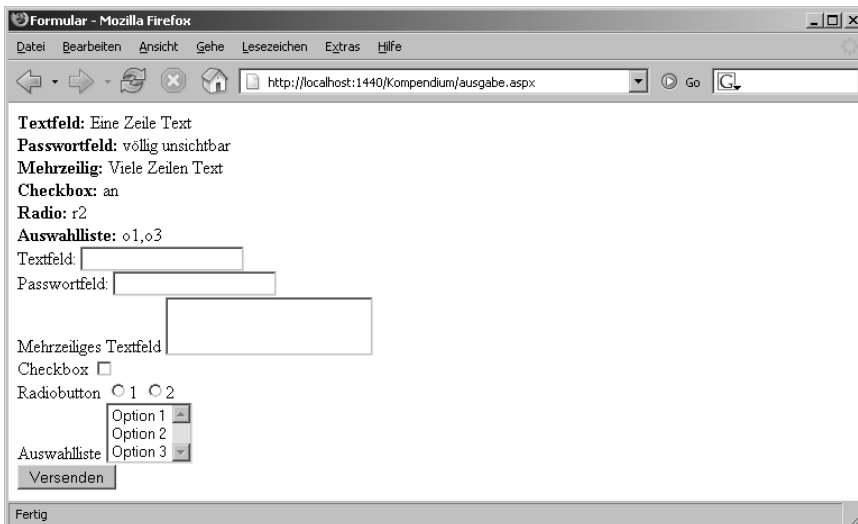 Formular - Mozilla Firefox
Datei Bearbeiten Ansicht Gehe Lesezeichen Extras Hilfe
http://localhost:1440/Kompendium/ausgabe.aspx Go G
Textfeld: Eine Zeile Text
Passwortfeld: völlig unsichtbar
Mehrzeilig: Viele Zeilen Text
Checkbox: an
Radio: r2
Auswahlliste: o1,o3
Textfeld:
Passwortfeld:
Mehrzeiliges Textfeld
Checkbox
Radiobutton 1 2
Option 1
Option 2
Auswahlliste Option 3
Versenden
Fertig